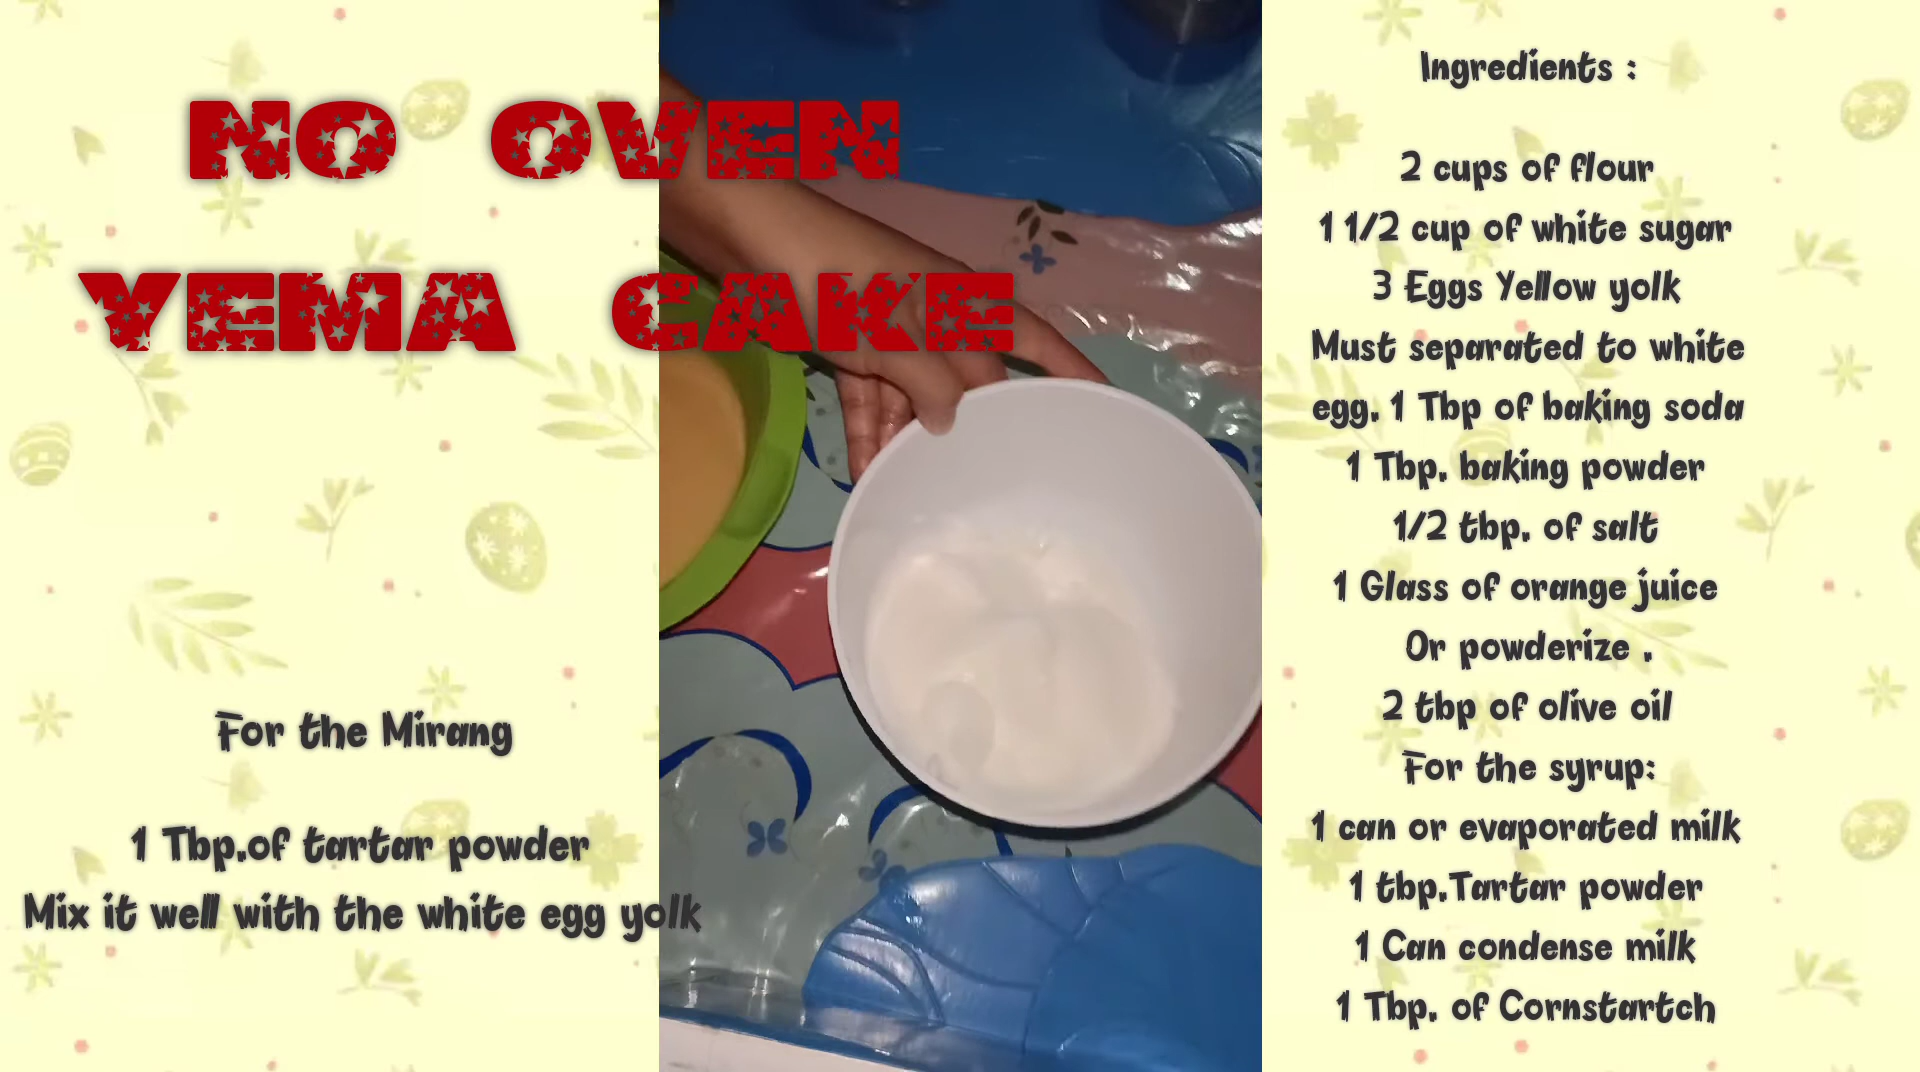 NO OVEN
YEMA CAKE
For the Mirang
1 Tbp.of tartar powder
Mix it well with the white egg yolk
Ingredients :
2 cups of flour
1 1/2 cup of white sugar
3 Eggs Yellow yolk
Must separated to white
egg. 1 Tbp of baking soda
1 Tbp. baking powder
1/2 tbp. of salt
1 Glass of orange juice
Or powderize .
2 tbp of olive oil
For the syrup:
1 can or evaporated milk
1 tbp.Tartar powder
1 Can condense milk
1 Tbp. of Cornstartch